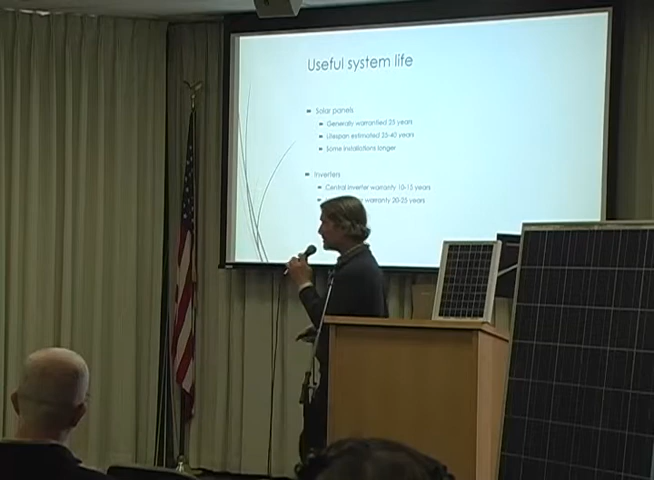 Useful system life
Solar panels
Generally warrantied 25 years
Lifespan estimated 25-40 years
Some installations longer
Inverters
Central inverter warranty 10-15 years
warranty 20-25 years